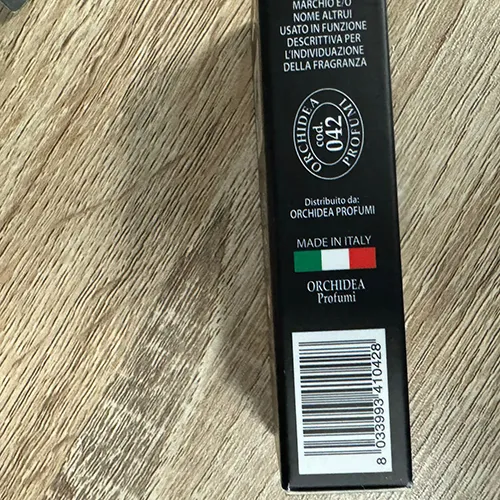 MARCHIO E/O
NOME ALTRUI
USATO IN FUNZIONE
DESCRITTIVA PER
L'INDIVIDUAZIONE
DELLA FRAGRANZA
ORCHIDEA
cod.
042
PROFUMI
Distribuito da:
ORCHIDEA PROFUMI
MADE IN ITALY
ORCHIDEA
Profumi
8 033993 410428